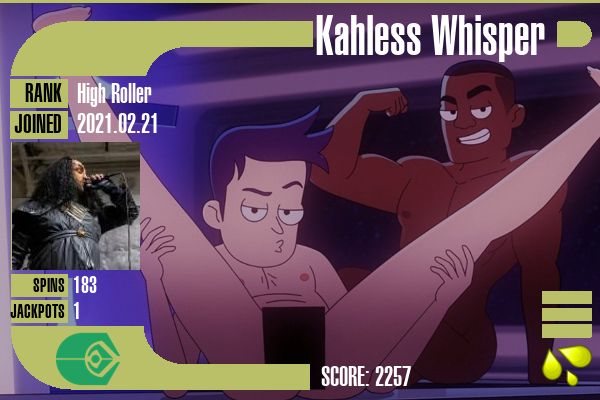 Kahless Whisper
RANK High Roller
JOINED 2021.02.21
SPINS 183
JACKPOTS 1
SCORE: 2257